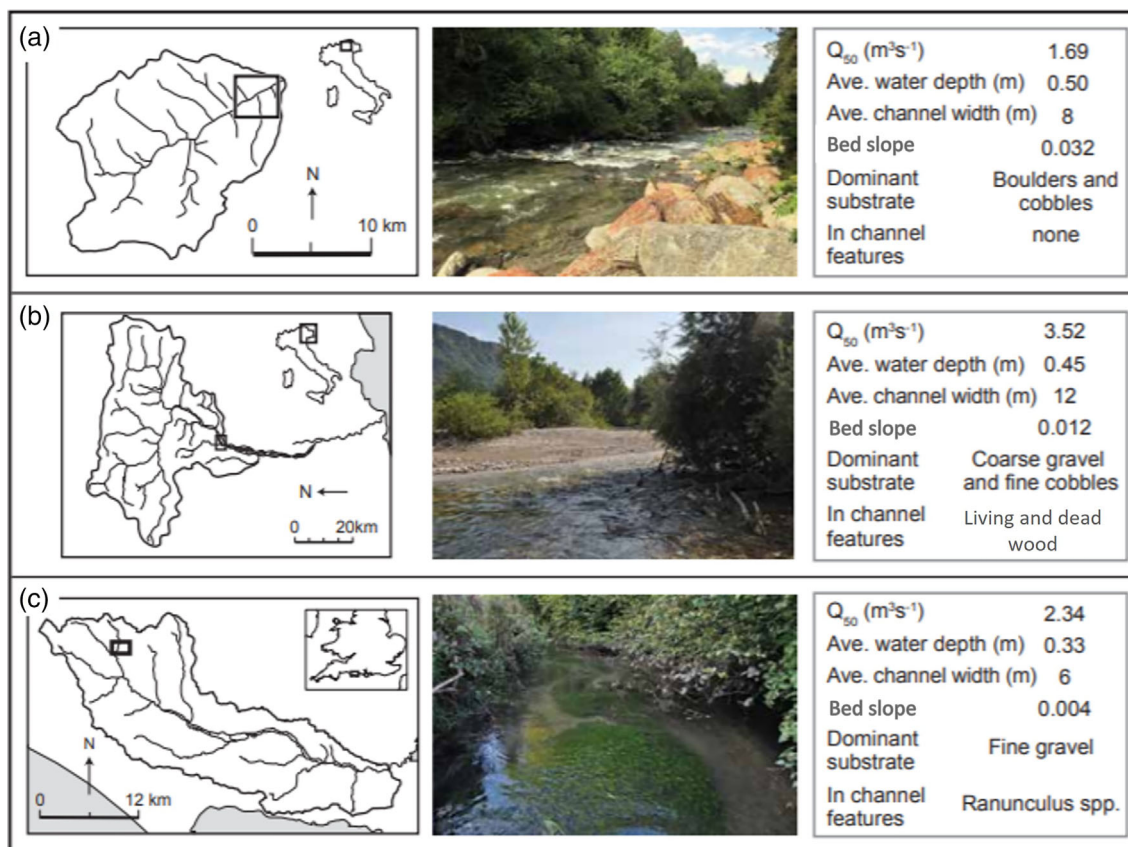 (a)
N
0
10 km
Q50 (m3s-1) 1.69
Ave. water depth (m) 0.50
Ave. channel width (m) 8
Bed slope 0.032
Dominant substrate Boulders and cobbles
In channel features none
(b)
N
0
20km
Q50 (m3s-1) 3.52
Ave. water depth (m) 0.45
Ave. channel width (m) 12
Bed slope 0.012
Dominant substrate Coarse gravel and fine cobbles
In channel features Living and dead wood
(c)
N
0
12 km
Q50 (m3s-1) 2.34
Ave. water depth (m) 0.33
Ave. channel width (m) 6
Bed slope 0.004
Dominant substrate Fine gravel
In channel features Ranunculus spp.